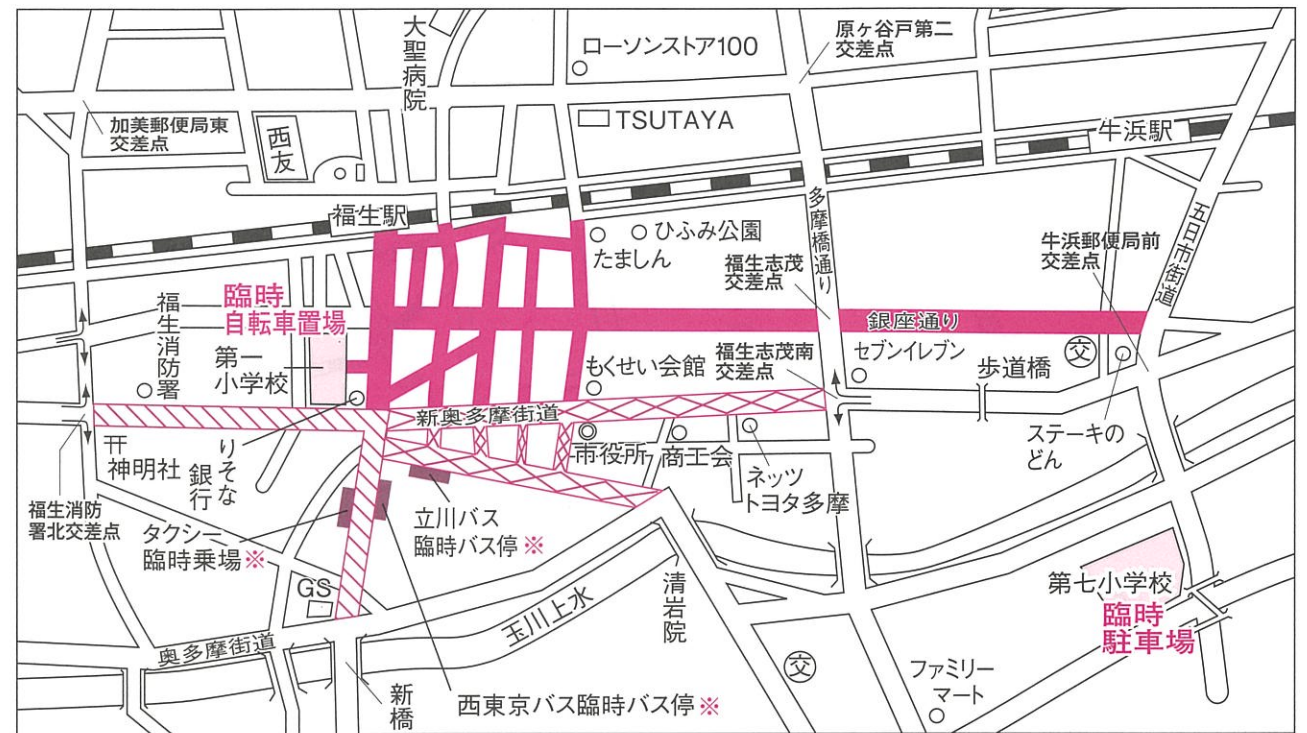 大聖病院
ローソンストア100
原ヶ谷戸第二
交差点
加美郵便局東
交差点
西友
TSUTAYA
牛浜駅
福生駅
多摩橋通り
ひふみ公園
たましん
福生志茂
交差点
牛浜郵便局前
交差点
五日市街道
臨時
自転車置場
福生消防署
第一
小学校
銀座通り
もくせい会館
福生志茂南
交差点
セブンイレブン
交
歩道橋
新奥多摩街道
神明社
りそな
銀行
市役所
商工会
ネッツ
トヨタ多摩
ステーキの
どん
福生消防
署北交差点
タクシー
臨時乗場※
立川バス
臨時バス停※
GS
清岩院
玉川上水
第七小学校
臨時
駐車場
奥多摩街道
新橋
西東京バス臨時バス停※
交
ファミリー
マート